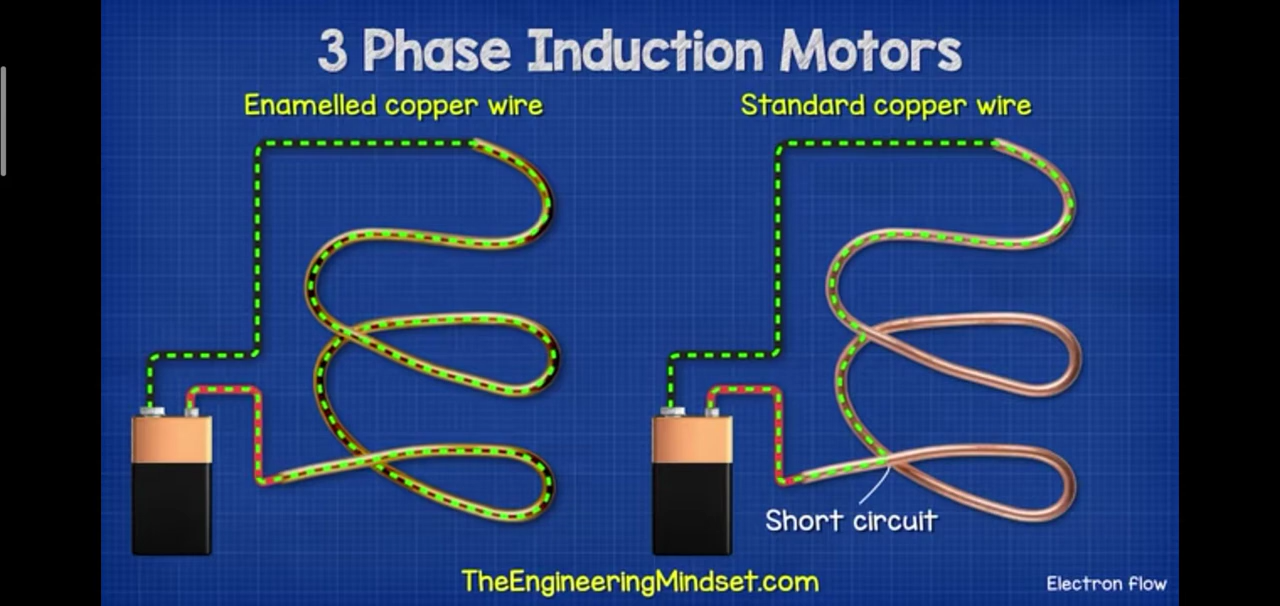 3 Phase Induction Motors
Enamelled copper wire
Standard copper wire
Short circuit
TheEngineeringMindset.com
Electron flow